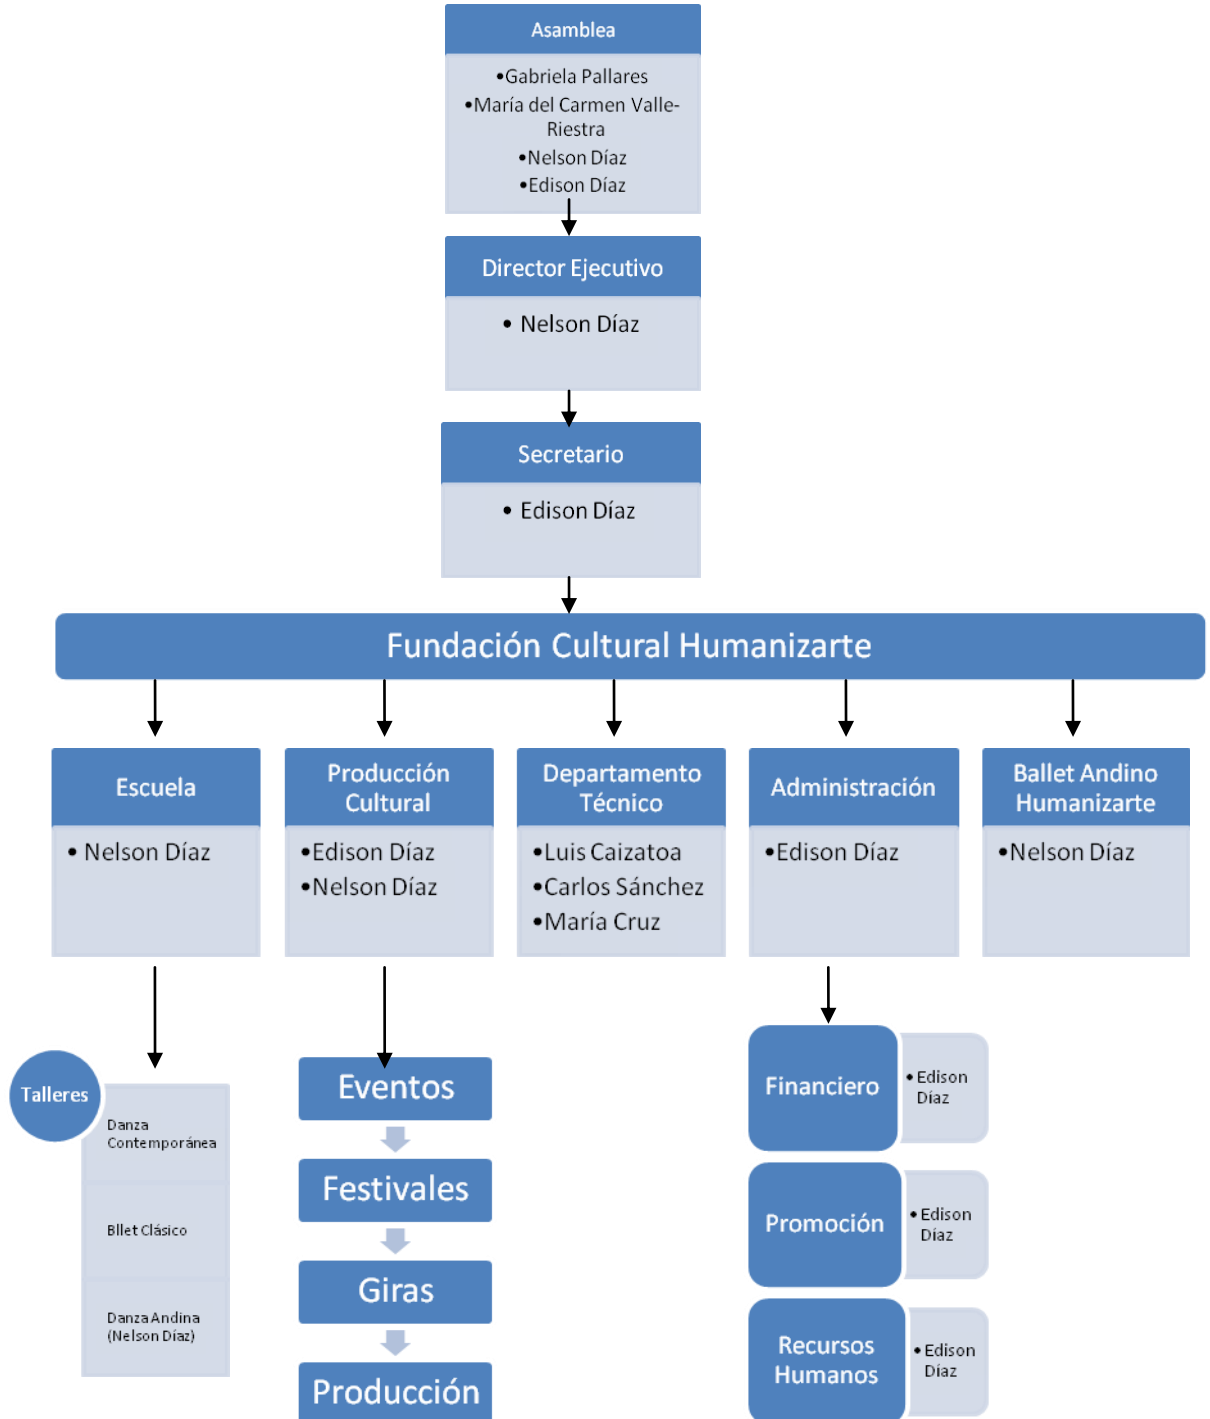 Asamblea
•Gabriela Pallares
•María del Carmen Valle-
Riestra
•Nelson Díaz
•Edison Díaz
Director Ejecutivo
• Nelson Díaz
Secretario
• Edison Díaz
Fundación Cultural Humanizarte
Escuela
• Nelson Díaz
Producción
Cultural
•Edison Díaz
•Nelson Díaz
Departamento
Técnico
•Luis Caizatoa
•Carlos Sánchez
•María Cruz
Administración
•Edison Díaz
Ballet Andino
Humanizarte
•Nelson Díaz
Talleres
Danza
Contemporánea
Bllet Clásico
Danza Andina
(Nelson Díaz)
Eventos
Festivales
Giras
Producción
Financiero
• Edison
Díaz
Promoción
• Edison
Díaz
Recursos
Humanos
• Edison
Díaz